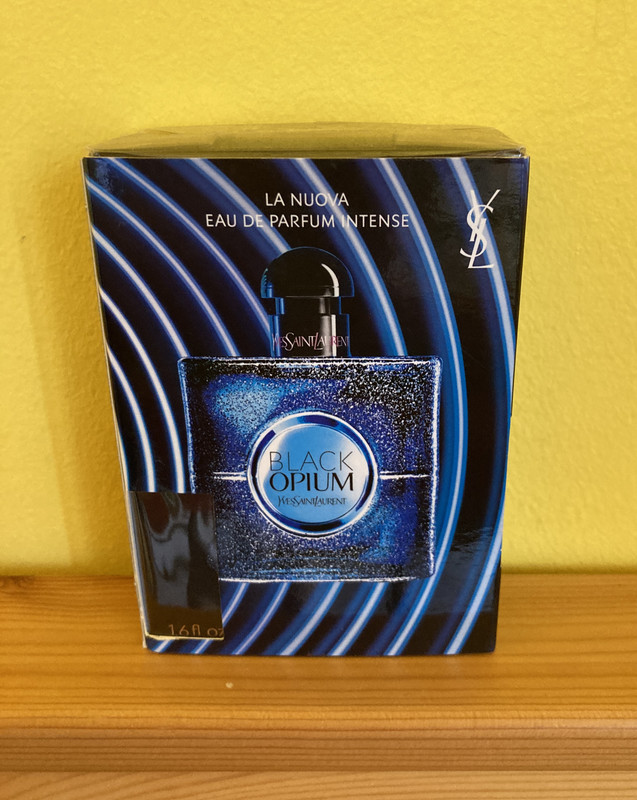 LA NUOVA
EAU DE PARFUM INTENSE
YSL
YVESSAINTLAURENT
BLACK
OPIUM
YVESSAINTLAURENT
1.6 fl oz